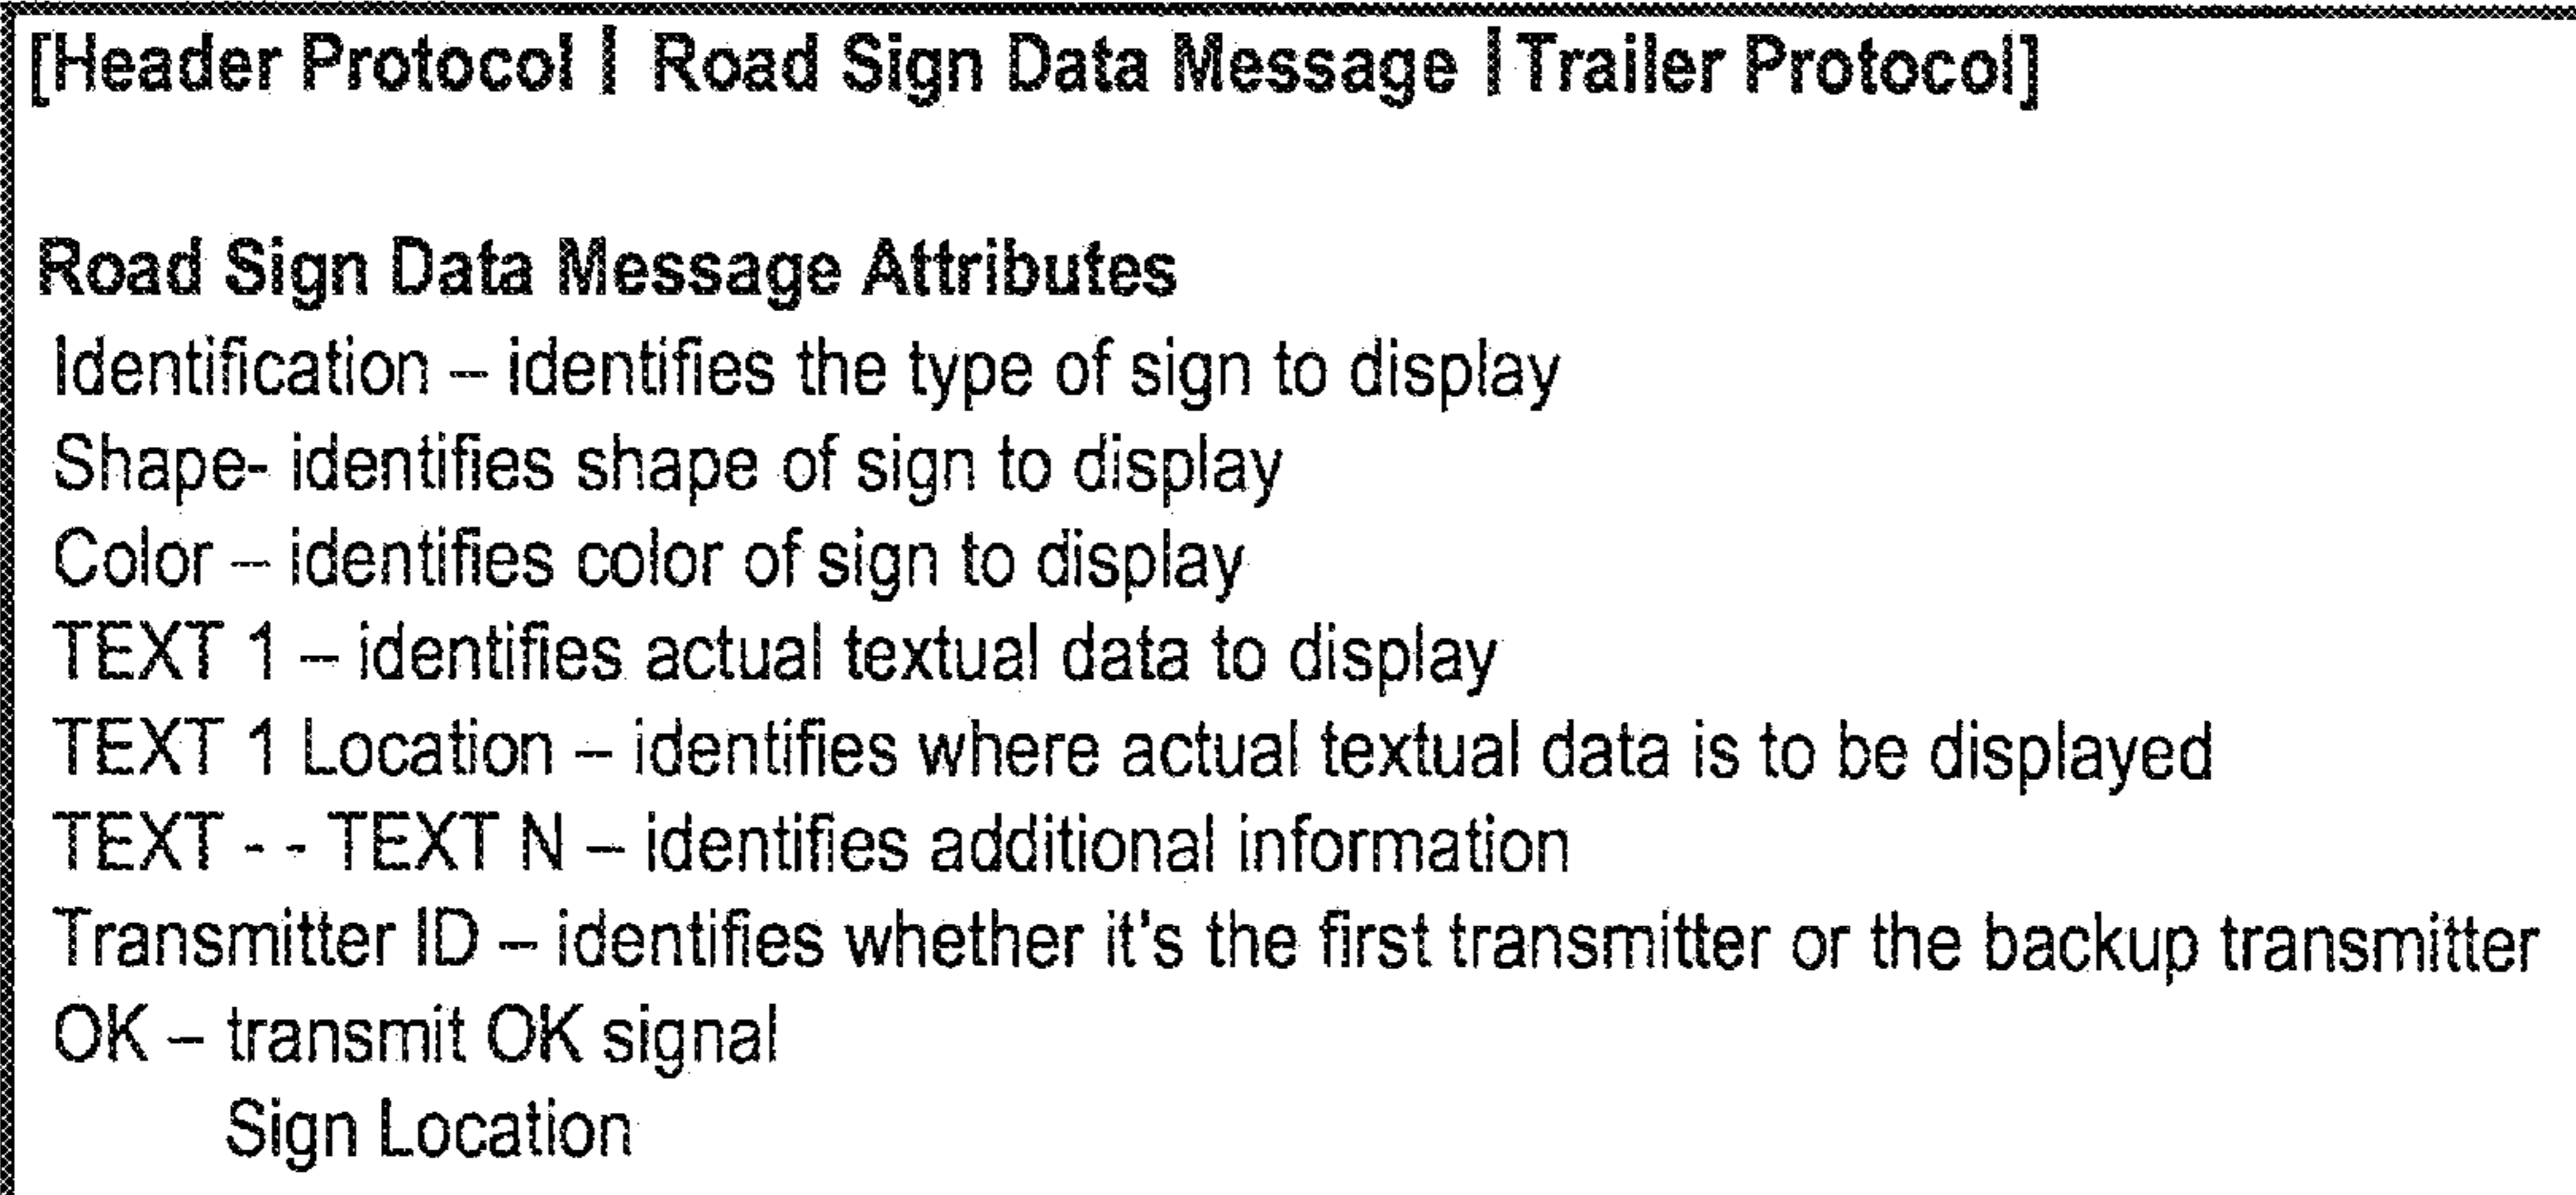 [Header Protocol | Road Sign Data Message | Trailer Protocol]
Road Sign Data Message Attributes
Identification – identifies the type of sign to display
Shape- identifies shape of sign to display
Color – identifies color of sign to display
TEXT 1 – identifies actual textual data to display
TEXT 1 Location – identifies where actual textual data is to be displayed
TEXT - - TEXT N – identifies additional information
Transmitter ID – identifies whether it's the first transmitter or the backup transmitter
OK – transmit OK signal
Sign Location